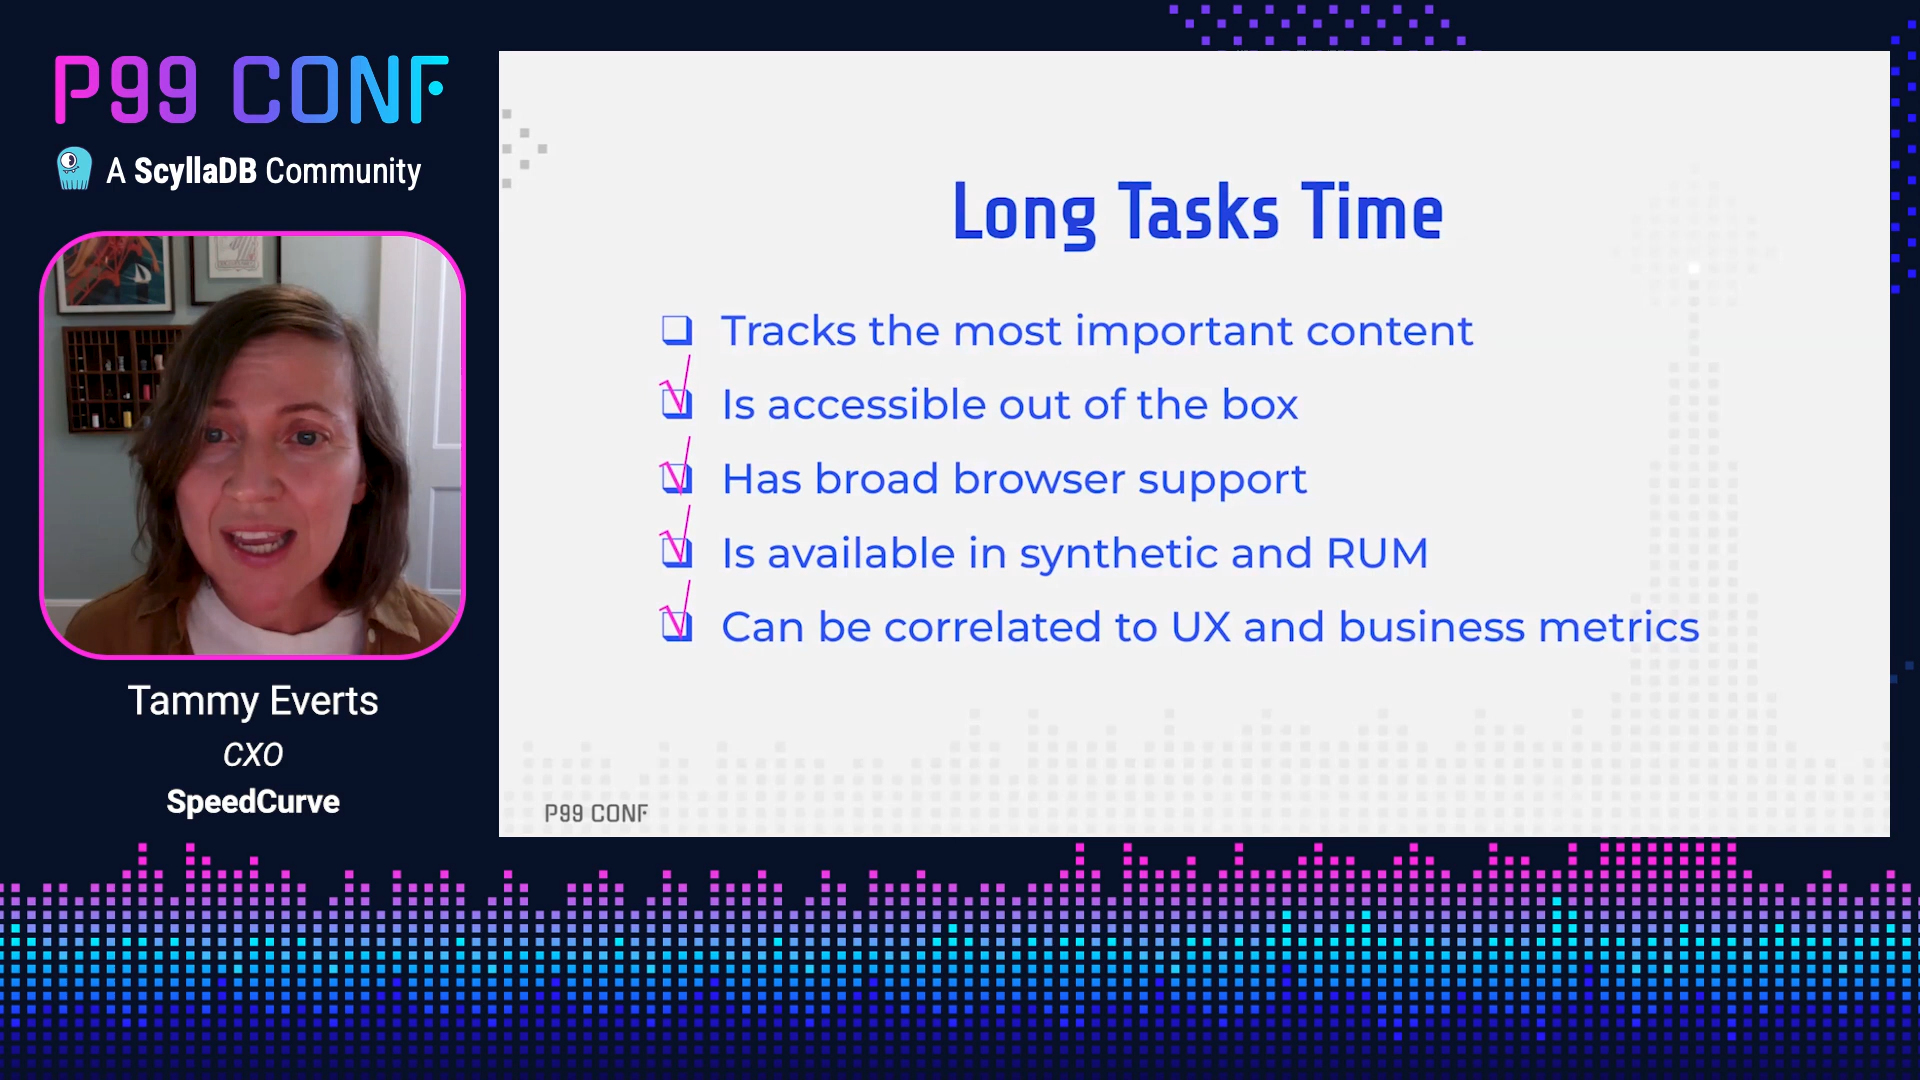 P99 CONF
A ScyllaDB Community
Tammy Everts
CXO
SpeedCurve
Long Tasks Time
Tracks the most important content
Is accessible out of the box
Has broad browser support
Is available in synthetic and RUM
Can be correlated to UX and business metrics
P99 CONF